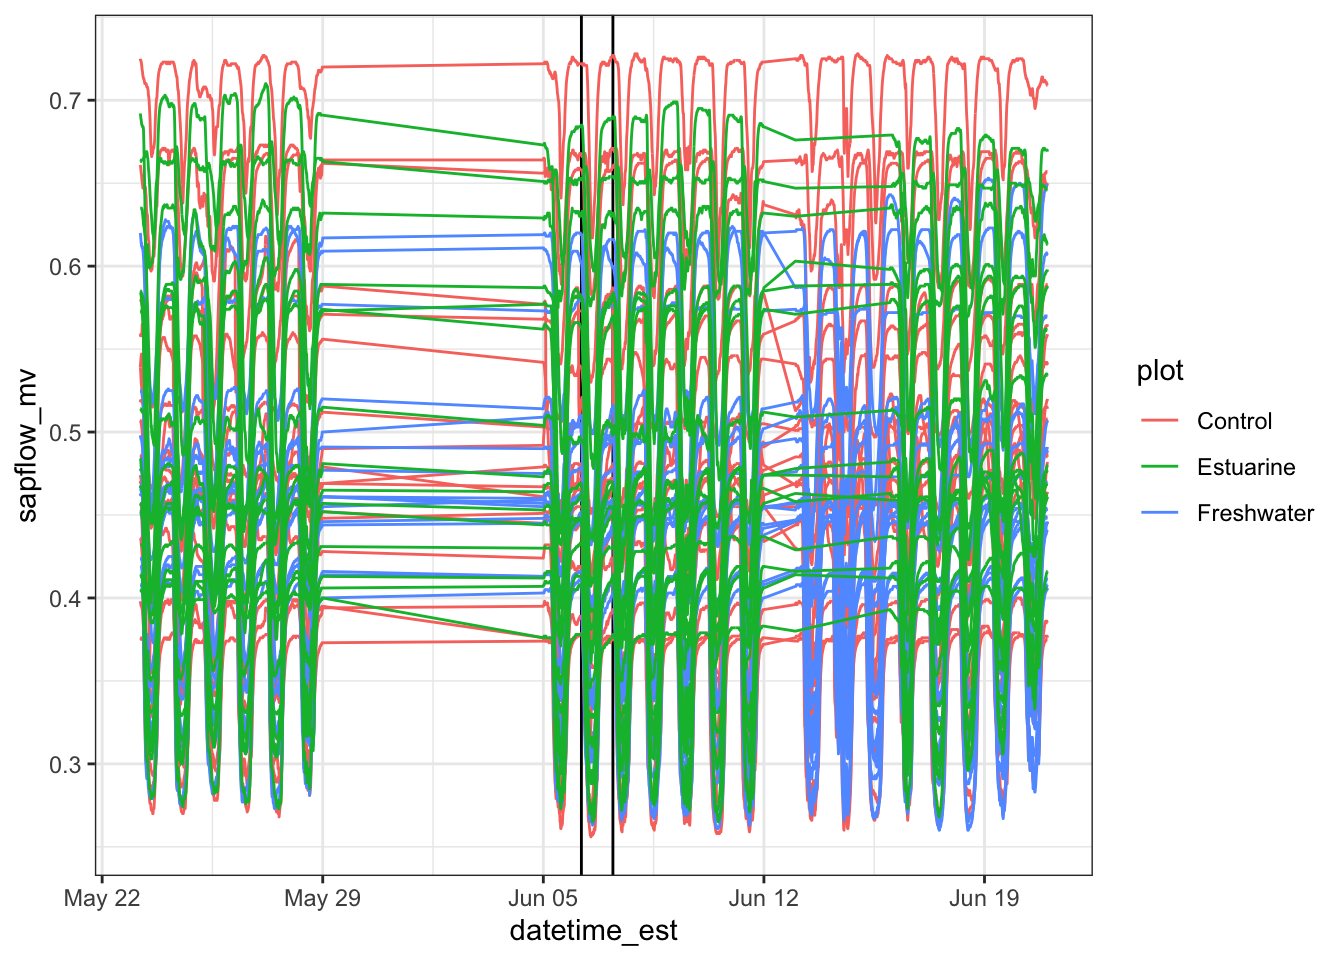 0.7
0.6
0.5
0.4
0.3
sapflow_mv
May 22
May 29
Jun 05
Jun 12
Jun 19
datetime_est
plot
Control
Estuarine
Freshwater